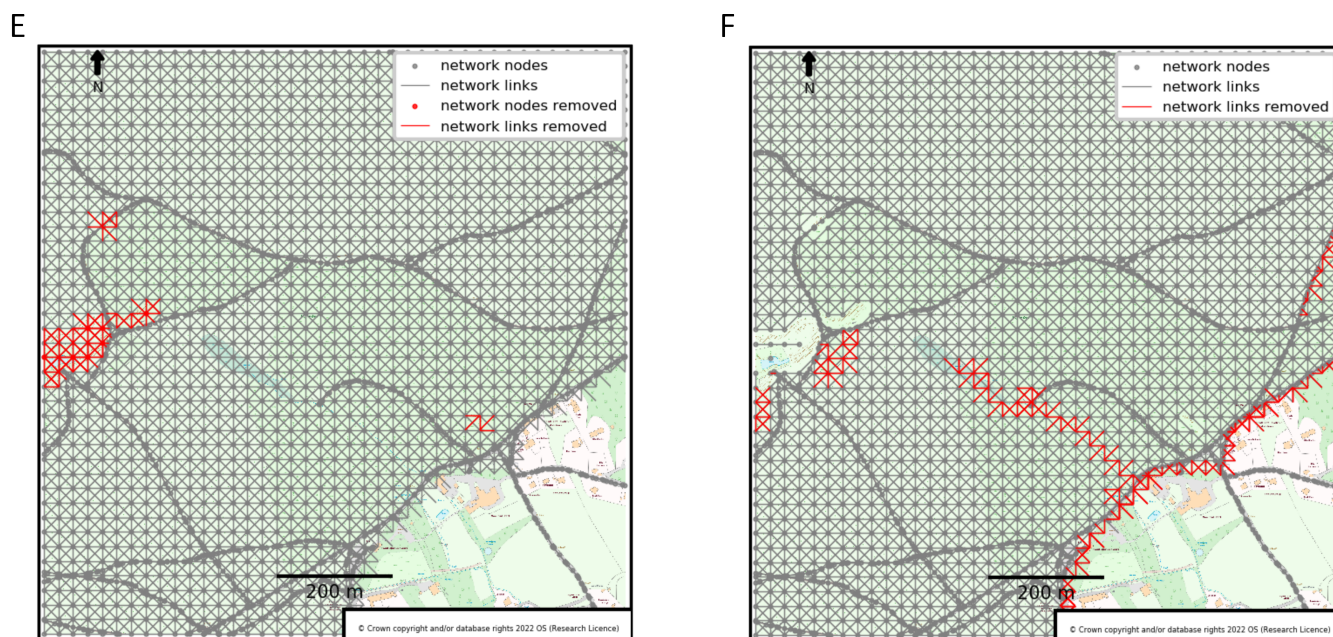 E
F
N
network nodes
network links
network nodes removed
network links removed
200 m
© Crown copyright and/or database rights 2022 OS (Research Licence)
N
network nodes
network links
network links removed
200 m
© Crown copyright and/or database rights 2022 OS (Research Licence)